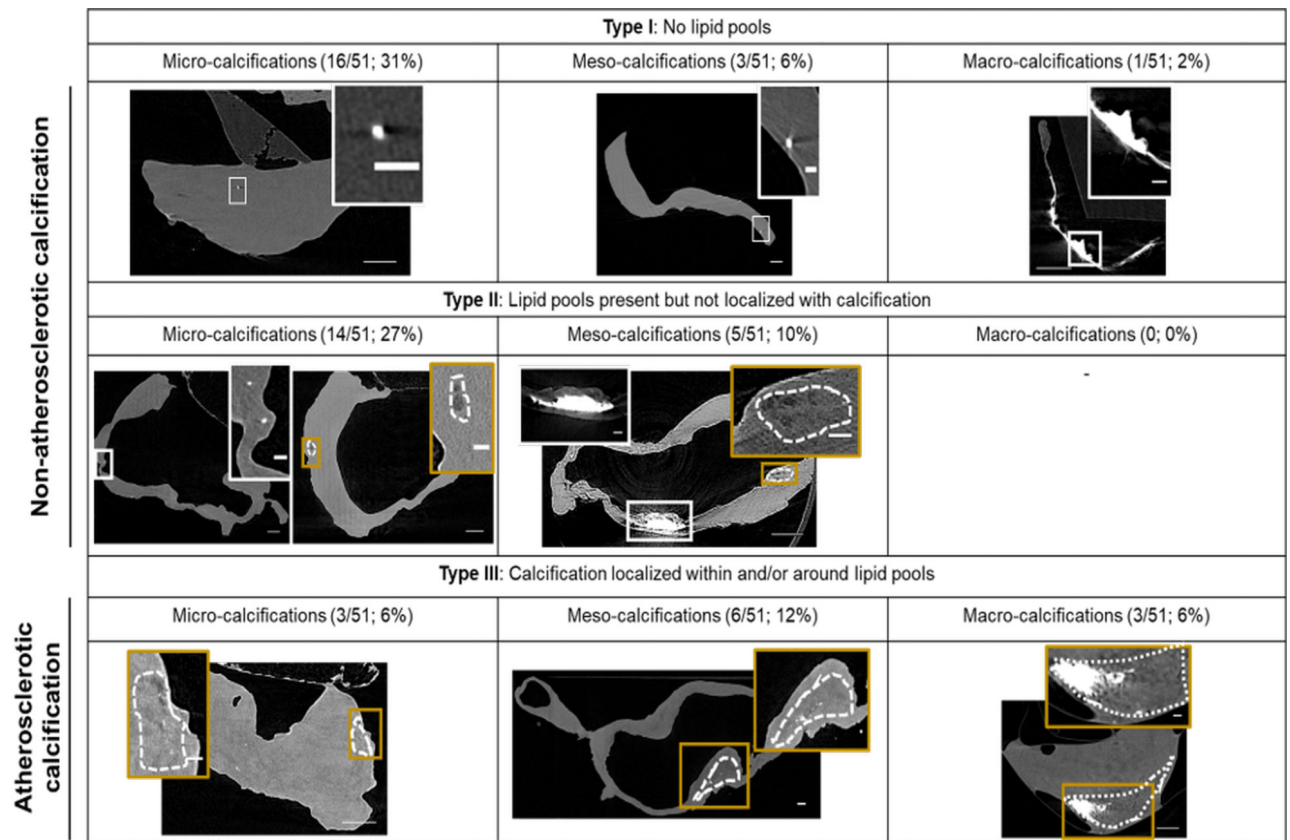 Type I: No lipid pools
Micro-calcifications (16/51; 31%)
Meso-calcifications (3/51; 6%)
Macro-calcifications (1/51; 2%)
Non-atherosclerotic calcification
Type II: Lipid pools present but not localized with calcification
Micro-calcifications (14/51; 27%)
Meso-calcifications (5/51; 10%)
Macro-calcifications (0; 0%)
-
Type III: Calcification localized within and/or around lipid pools
Atherosclerotic
calcification
Micro-calcifications (3/51; 6%)
Meso-calcifications (6/51; 12%)
Macro-calcifications (3/51; 6%)